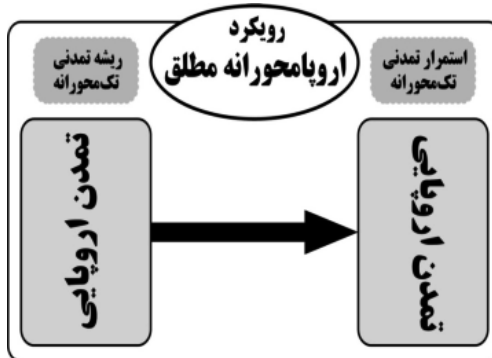 رویکرد
اروپامحورانه مطلق
استمرار تمدنی
تک‌محورانه
ریشه تمدنی
تک‌محورانه
تمدن اروپایی
تمدن اروپایی